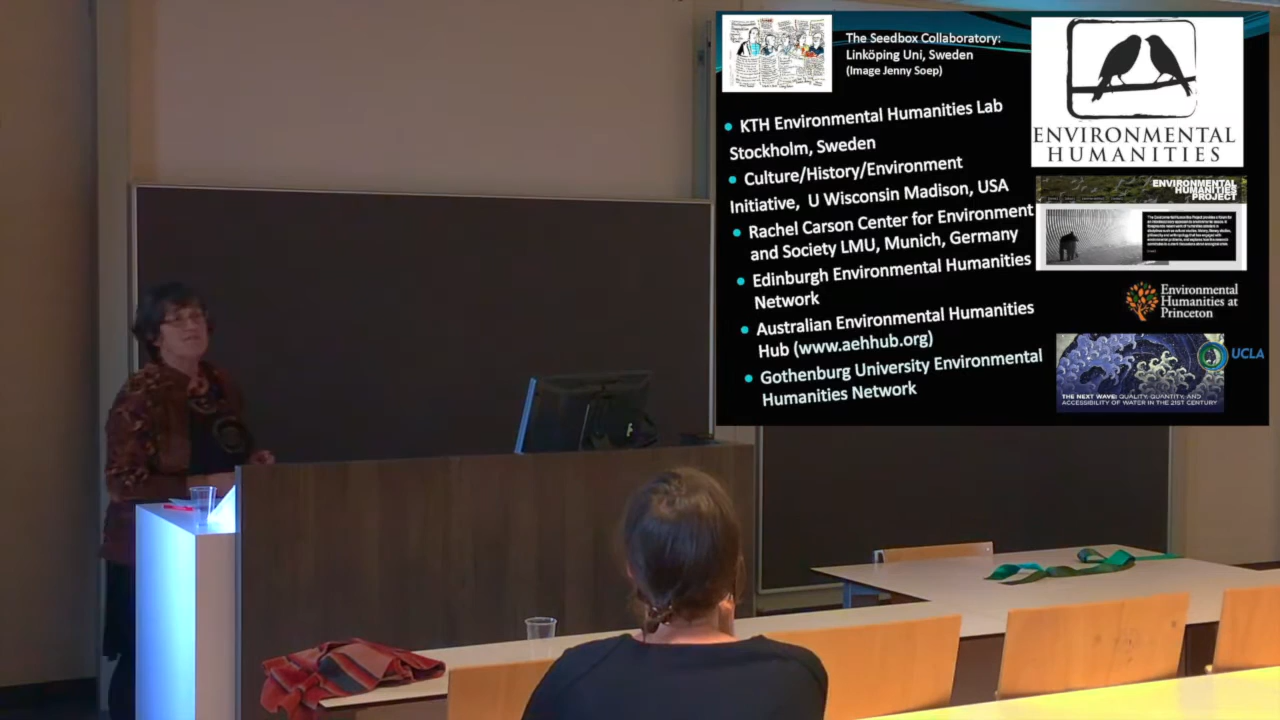 The Seedbox Collaboratory:
Linköping Uni, Sweden
(Image Jenny Soep)
• KTH Environmental Humanities Lab
Stockholm, Sweden
• Culture/History/Environment
Initiative, U Wisconsin Madison, USA
• Rachel Carson Center for Environment
and Society LMU, Munich, Germany
• Edinburgh Environmental Humanities
Network
• Australian Environmental Humanities
Hub (www.aehhub.org)
• Gothenburg University Environmental
Humanities Network
ENVIRONMENTAL
HUMANITIES
ENVIRONMENTAL
HUMANITIES
PROJECT
Environmental
Humanities at
Princeton
UCLA
THE NEXT WAVE: QUALITY, QUANTITY, AND
ACCESSIBILITY OF WATER IN THE 21ST CENTURY